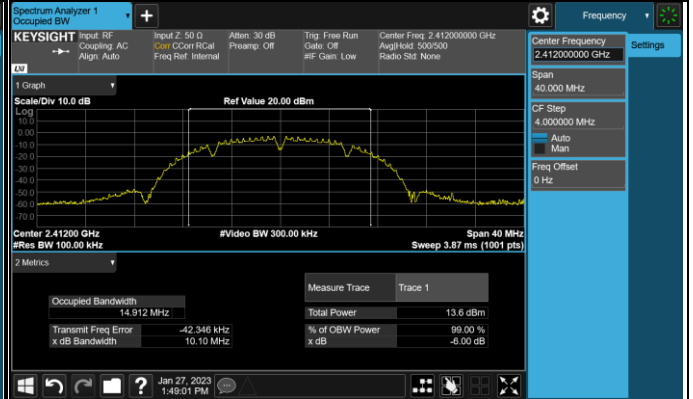 Spectrum Analyzer 1
Occupied BW
Frequency
KEYSIGHT
Input: RF
Coupling: AC
Align: Auto
Input Z: 50 Ω
Corr CCorr RCal
Freq Ref: Internal
Atten: 30 dB
Preamp: Off
Trig: Free Run
Gate: Off
#IF Gain: Low
Center Freq: 2.412000000 GHz
Avg|Hold: 500/500
Radio Std: None
LXI
Center Frequency
2.412000000 GHz
Settings
Span
40.000 MHz
CF Step
4.000000 MHz
Auto
Man
Freq Offset
0 Hz
1 Graph
Scale/Div 10.0 dB
Ref Value 20.00 dBm
Log
10.0
0.00
-10.0
-20.0
-30.0
-40.0
-50.0
-60.0
-70.0
Center 2.41200 GHz
#Video BW 300.00 kHz
Span 40 MHz
#Res BW 100.00 kHz
Sweep 3.87 ms (1001 pts)
2 Metrics
Measure Trace
Trace 1
Occupied Bandwidth
14.912 MHz
Total Power
13.6 dBm
Transmit Freq Error
-42.346 kHz
% of OBW Power
99.00 %
x dB Bandwidth
10.10 MHz
x dB
-6.00 dB
?
Jan 27, 2023
1:49:01 PM